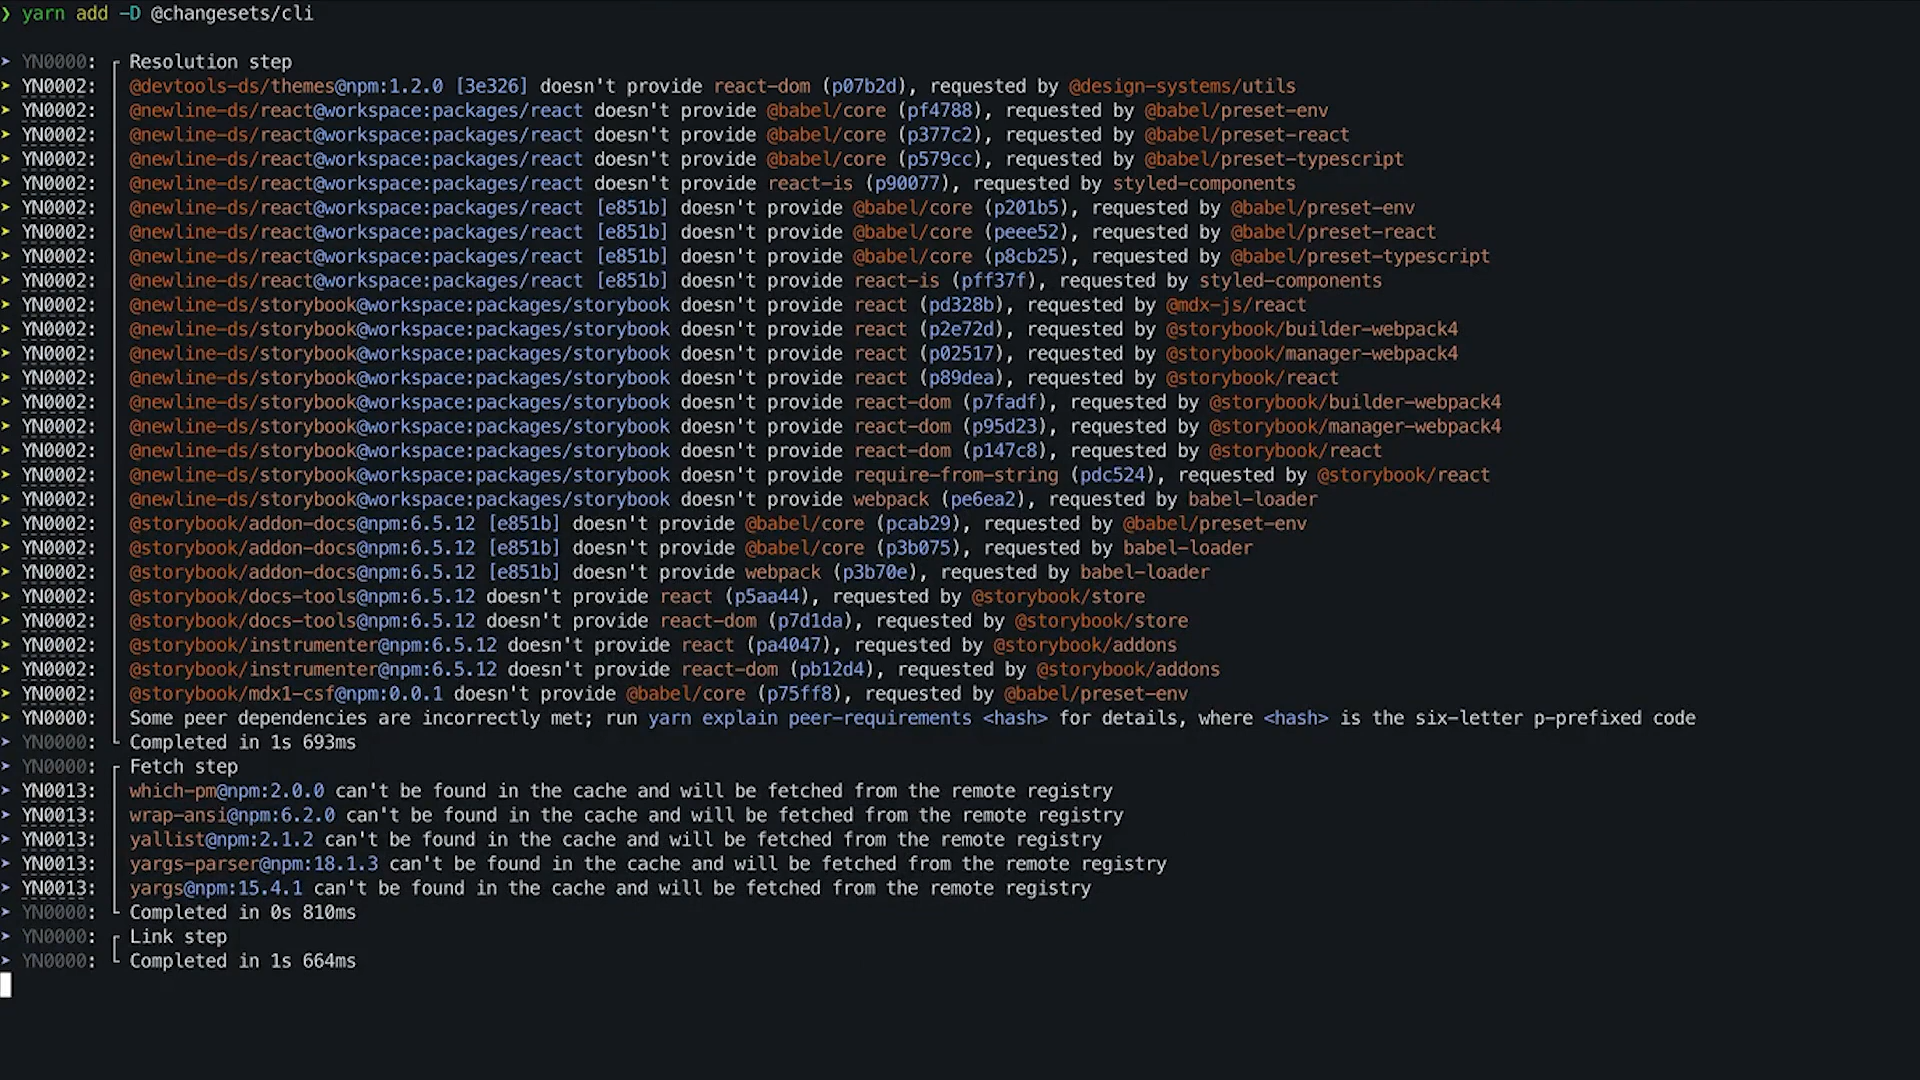 ❯ yarn add -D @changesets/cli
➤ YN0000: ┌ Resolution step
➤ YN0002: │ @devtools-ds/themes@npm:1.2.0 [3e326] doesn't provide react-dom (p07b2d), requested by @design-systems/utils
➤ YN0002: │ @newline-ds/react@workspace:packages/react doesn't provide @babel/core (pf4788), requested by @babel/preset-env
➤ YN0002: │ @newline-ds/react@workspace:packages/react doesn't provide @babel/core (p377c2), requested by @babel/preset-react
➤ YN0002: │ @newline-ds/react@workspace:packages/react doesn't provide @babel/core (p579cc), requested by @babel/preset-typescript
➤ YN0002: │ @newline-ds/react@workspace:packages/react doesn't provide react-is (p90077), requested by styled-components
➤ YN0002: │ @newline-ds/react@workspace:packages/react [e851b] doesn't provide @babel/core (p201b5), requested by @babel/preset-env
➤ YN0002: │ @newline-ds/react@workspace:packages/react [e851b] doesn't provide @babel/core (peee52), requested by @babel/preset-react
➤ YN0002: │ @newline-ds/react@workspace:packages/react [e851b] doesn't provide @babel/core (p8cb25), requested by @babel/preset-typescript
➤ YN0002: │ @newline-ds/react@workspace:packages/react [e851b] doesn't provide react-is (pff37f), requested by styled-components
➤ YN0002: │ @newline-ds/storybook@workspace:packages/storybook doesn't provide react (pd328b), requested by @mdx-js/react
➤ YN0002: │ @newline-ds/storybook@workspace:packages/storybook doesn't provide react (p2e72d), requested by @storybook/builder-webpack4
➤ YN0002: │ @newline-ds/storybook@workspace:packages/storybook doesn't provide react (p02517), requested by @storybook/manager-webpack4
➤ YN0002: │ @newline-ds/storybook@workspace:packages/storybook doesn't provide react (p89dea), requested by @storybook/react
➤ YN0002: │ @newline-ds/storybook@workspace:packages/storybook doesn't provide react-dom (p7fadf), requested by @storybook/builder-webpack4
➤ YN0002: │ @newline-ds/storybook@workspace:packages/storybook doesn't provide react-dom (p95d23), requested by @storybook/manager-webpack4
➤ YN0002: │ @newline-ds/storybook@workspace:packages/storybook doesn't provide react-dom (p147c8), requested by @storybook/react
➤ YN0002: │ @newline-ds/storybook@workspace:packages/storybook doesn't provide require-from-string (pdc524), requested by @storybook/react
➤ YN0002: │ @newline-ds/storybook@workspace:packages/storybook doesn't provide webpack (pe6ea2), requested by babel-loader
➤ YN0002: │ @storybook/addon-docs@npm:6.5.12 [e851b] doesn't provide @babel/core (pcab29), requested by @babel/preset-env
➤ YN0002: │ @storybook/addon-docs@npm:6.5.12 [e851b] doesn't provide @babel/core (p3b075), requested by babel-loader
➤ YN0002: │ @storybook/addon-docs@npm:6.5.12 [e851b] doesn't provide webpack (p3b70e), requested by babel-loader
➤ YN0002: │ @storybook/docs-tools@npm:6.5.12 doesn't provide react (p5aa44), requested by @storybook/store
➤ YN0002: │ @storybook/docs-tools@npm:6.5.12 doesn't provide react-dom (p7d1da), requested by @storybook/store
➤ YN0002: │ @storybook/instrumenter@npm:6.5.12 doesn't provide react (pa4047), requested by @storybook/addons
➤ YN0002: │ @storybook/instrumenter@npm:6.5.12 doesn't provide react-dom (pb12d4), requested by @storybook/addons
➤ YN0002: │ @storybook/mdx1-csf@npm:0.0.1 doesn't provide @babel/core (p75ff8), requested by @babel/preset-env
➤ YN0000: │ Some peer dependencies are incorrectly met; run yarn explain peer-requirements <hash> for details, where <hash> is the six-letter p-prefixed code
➤ YN0000: └ Completed in 1s 693ms
➤ YN0000: ┌ Fetch step
➤ YN0013: │ which-pm@npm:2.0.0 can't be found in the cache and will be fetched from the remote registry
➤ YN0013: │ wrap-ansi@npm:6.2.0 can't be found in the cache and will be fetched from the remote registry
➤ YN0013: │ yallist@npm:2.1.2 can't be found in the cache and will be fetched from the remote registry
➤ YN0013: │ yargs-parser@npm:18.1.3 can't be found in the cache and will be fetched from the remote registry
➤ YN0013: │ yargs@npm:15.4.1 can't be found in the cache and will be fetched from the remote registry
➤ YN0000: └ Completed in 0s 810ms
➤ YN0000: ┌ Link step
➤ YN0000: └ Completed in 1s 664ms